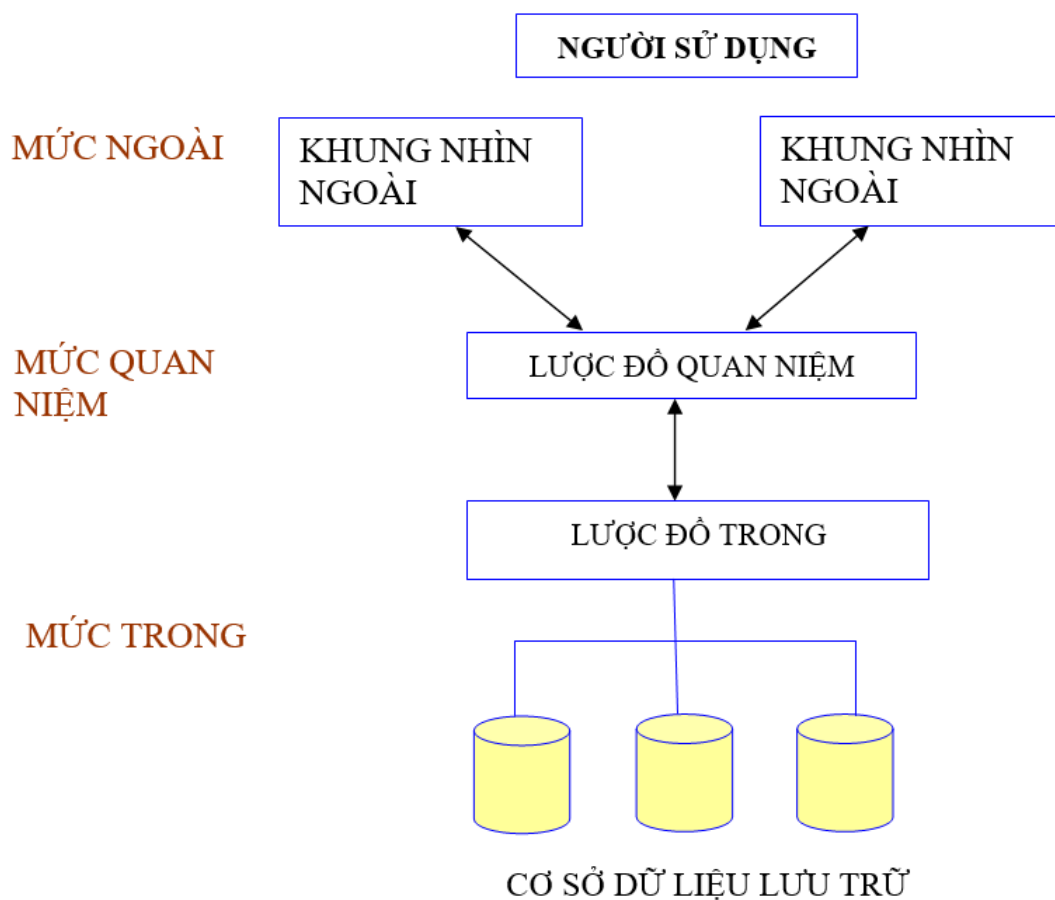 NGƯỜI SỬ DỤNG
MỨC NGOÀI
KHUNG NHÌN
NGOÀI
KHUNG NHÌN
NGOÀI
MỨC QUAN
NIỆM
LƯỢC ĐỒ QUAN NIỆM
LƯỢC ĐỒ TRONG
MỨC TRONG
CƠ SỞ DỮ LIỆU LƯU TRỮ